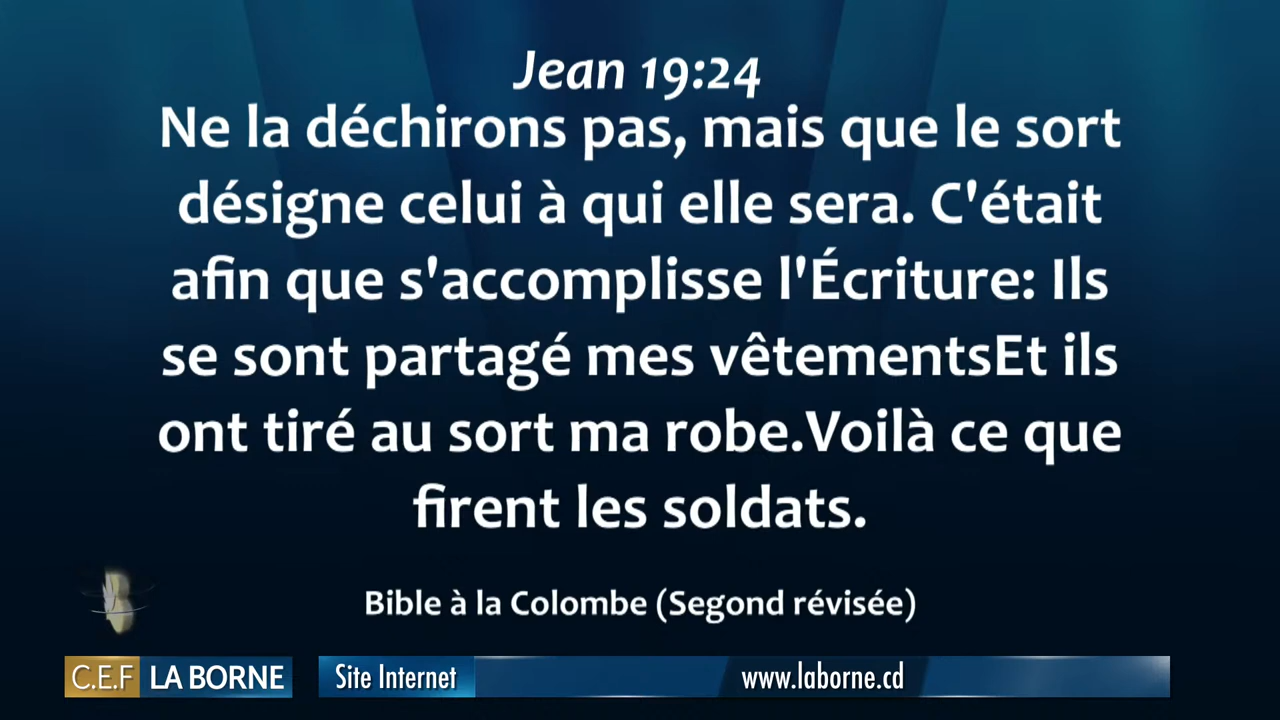 Jean 19:24
Ne la déchirons pas, mais que le sort
désigne celui à qui elle sera. C'était
afin que s'accomplisse l'Écriture: Ils
se sont partagé mes vêtementsEt ils
ont tiré au sort ma robe.Voilà ce que
firent les soldats.
Bible à la Colombe (Segond révisée)
C.E.F LA BORNE Site Internet www.laborne.cd